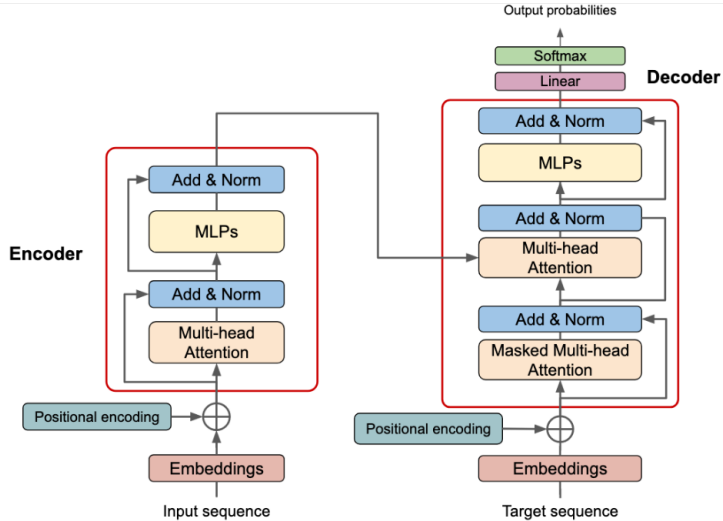 Output probabilities
Softmax
Linear
Decoder
Add & Norm
MLPs
Add & Norm
Multi-head
Attention
Add & Norm
Masked Multi-head
Attention
Positional encoding
Embeddings
Target sequence
Encoder
Add & Norm
MLPs
Add & Norm
Multi-head
Attention
Positional encoding
Embeddings
Input sequence